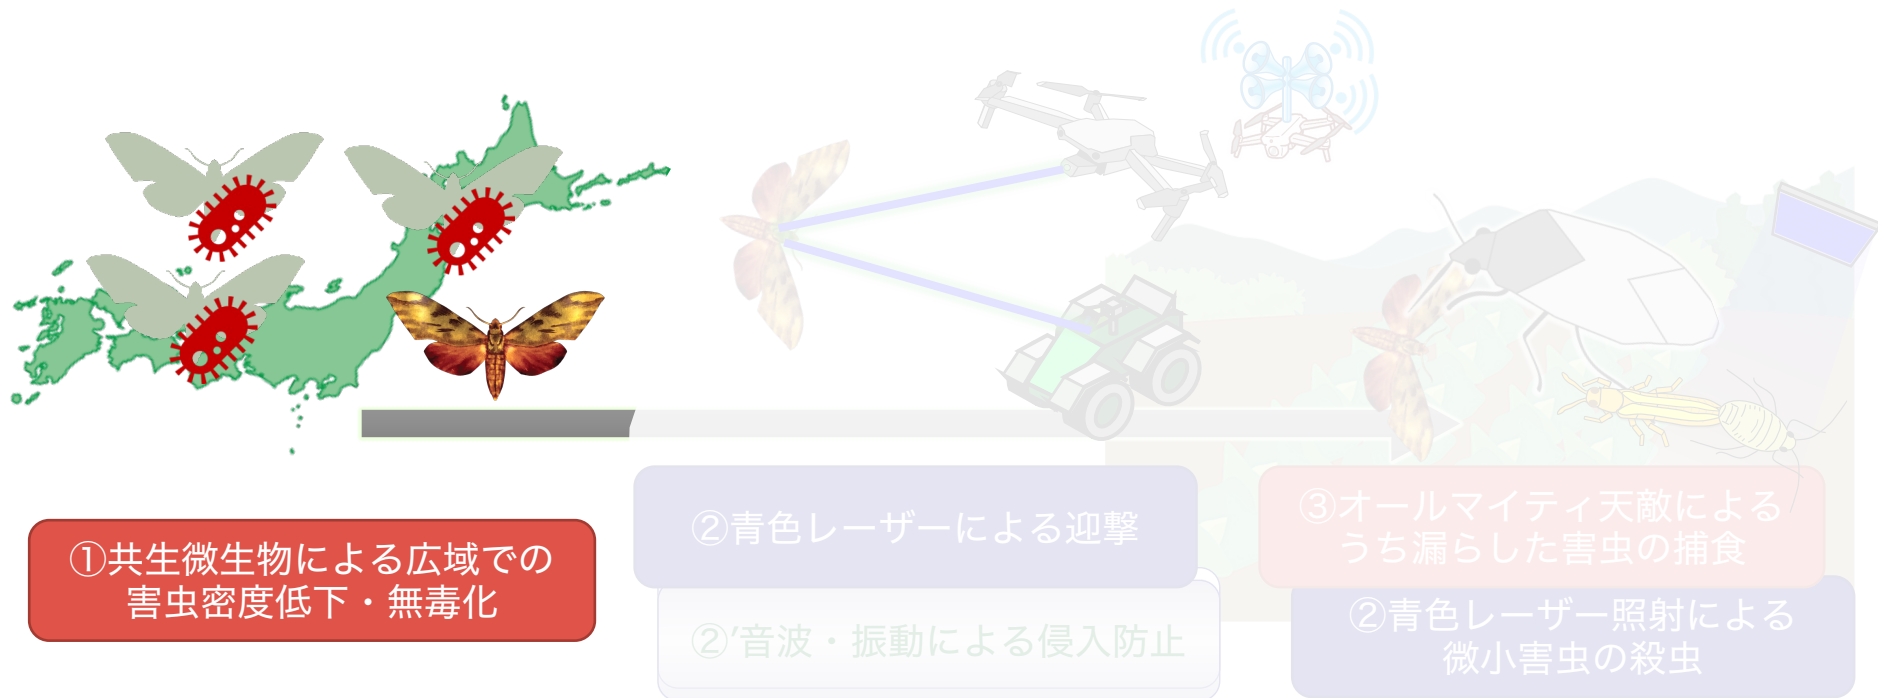 ①共生微生物による広域での
害虫密度低下・無毒化
②青色レーザーによる迎撃
②′音波・振動による侵入防止
③オールマイティ天敵による
うち漏らした害虫の捕食
②青色レーザー照射による
微小害虫の殺虫